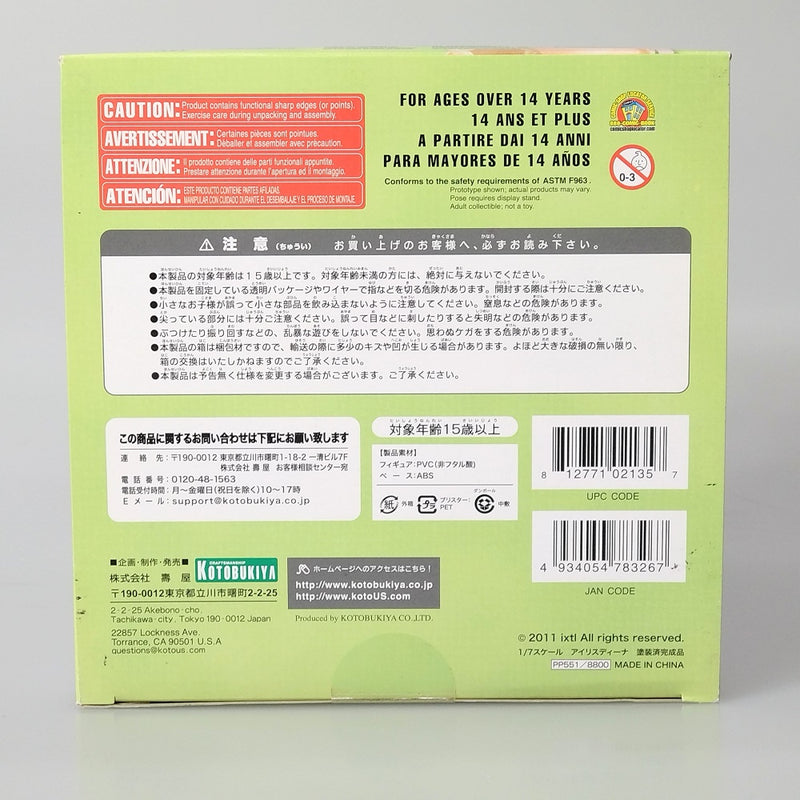 CAUTION: Product contains functional sharp edges (or points).
Exercise care during unpacking and assembly.
AVERTISSEMENT: Certaines pièces sont pointues.
Déballer et assembler avec précaution.
ATTENZIONE: Il prodotto contiene delle parti funzionali appuntite.
Prestare attenzione durante l'apertura ed il montaggio.
ATENCIÓN: ESTE PRODUCTO CONTIENE PARTES AFILADAS.
MANIPULAR CON CUIDADO DURANTE EL DESEMBALAJE Y EL PROCESO DE MONTAJE.
FOR AGES OVER 14 YEARS
14 ANS ET PLUS
A PARTIRE DAI 14 ANNI
PARA MAYORES DE 14 AÑOS
Conforms to the safety requirements of ASTM F963.
Prototype shown; actual products may vary.
Pose requires display stand.
Adult collectible; not a toy.
comicshoplocator.com
0-3
注意(ちゅうい) お買い上げのお客様へ、必ずお読み下さい。
●本製品の対象年齢は15歳以上です。対象年齢未満の方には、絶対に与えないでください。
●本製品を固定している透明パッケージやワイヤーで指などを切る危険があります。開封する際は十分にご注意ください。
●小さなお子様が誤って小さな部品を飲み込まないように注意してください。窒息などの危険があります。
●尖っている部分には十分ご注意ください。誤って目などに刺したりすると失明などの危険があります。
●ぶつけたり振り回すなどの、乱暴な遊びをしないでください。思わぬケガをする危険があります。
●本製品の箱は梱包材ですので、輸送の際に多少のキズや凹が生じる場合があります。よほど大きな破損の無い限り、
箱の交換はいたしかねますのでご了承ください。
●本製品は予告無く仕様を変更する場合がございます。ご了承ください。
この商品に関するお問い合わせは下記にお願い致します
連絡先:〒190-0012 東京都立川市曙町1-18-2 一清ビル7F
株式会社 壽屋 お客様相談センター宛
電話番号:0120-48-1563
電話受付時間:月〜金曜日(祝日を除く)10〜17時
Eメール:support@kotobukiya.co.jp
対象年齢15歳以上
【製品素材】
フィギュア:PVC(非フタル酸)
ベース:ABS
紙 外箱 プラ ブリスター:PET ダンボール 中敷
8 12771 02135 7
UPC CODE
4 934054 783267
JAN CODE
■企画・制作・発売■
株式会社 壽屋
CRAFTSMANSHIP
KOTOBUKIYA
〒190-0012東京都立川市曙町2-2-25
2-2-25 Akebono-cho,
Tachikawa-city, Tokyo 190-0012 Japan
22857 Lockness Ave.
Torrance, CA 90501 U.S.A
questions@kotous.com
ホームページへのアクセスはこちら!
http://www.kotobukiya.co.jp
http://www.kotoUS.com
Produced by KOTOBUKIYA CO.,LTD.
© 2011 ixtl All rights reserved.
1/7スケール アイリスディーナ 塗装済完成品
PP551/8800 MADE IN CHINA